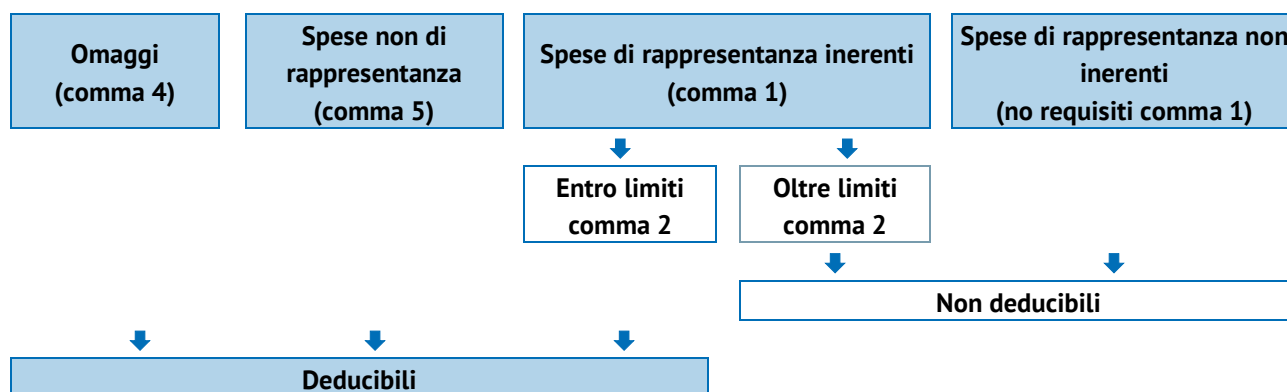 Omaggi
(comma 4)
Spese non di
rappresentanza
(comma 5)
Spese di rappresentanza inerenti
(comma 1)
Spese di rappresentanza non
inerenti
(no requisiti comma 1)
Entro limiti
comma 2
Oltre limiti
comma 2
Non deducibili
Deducibili